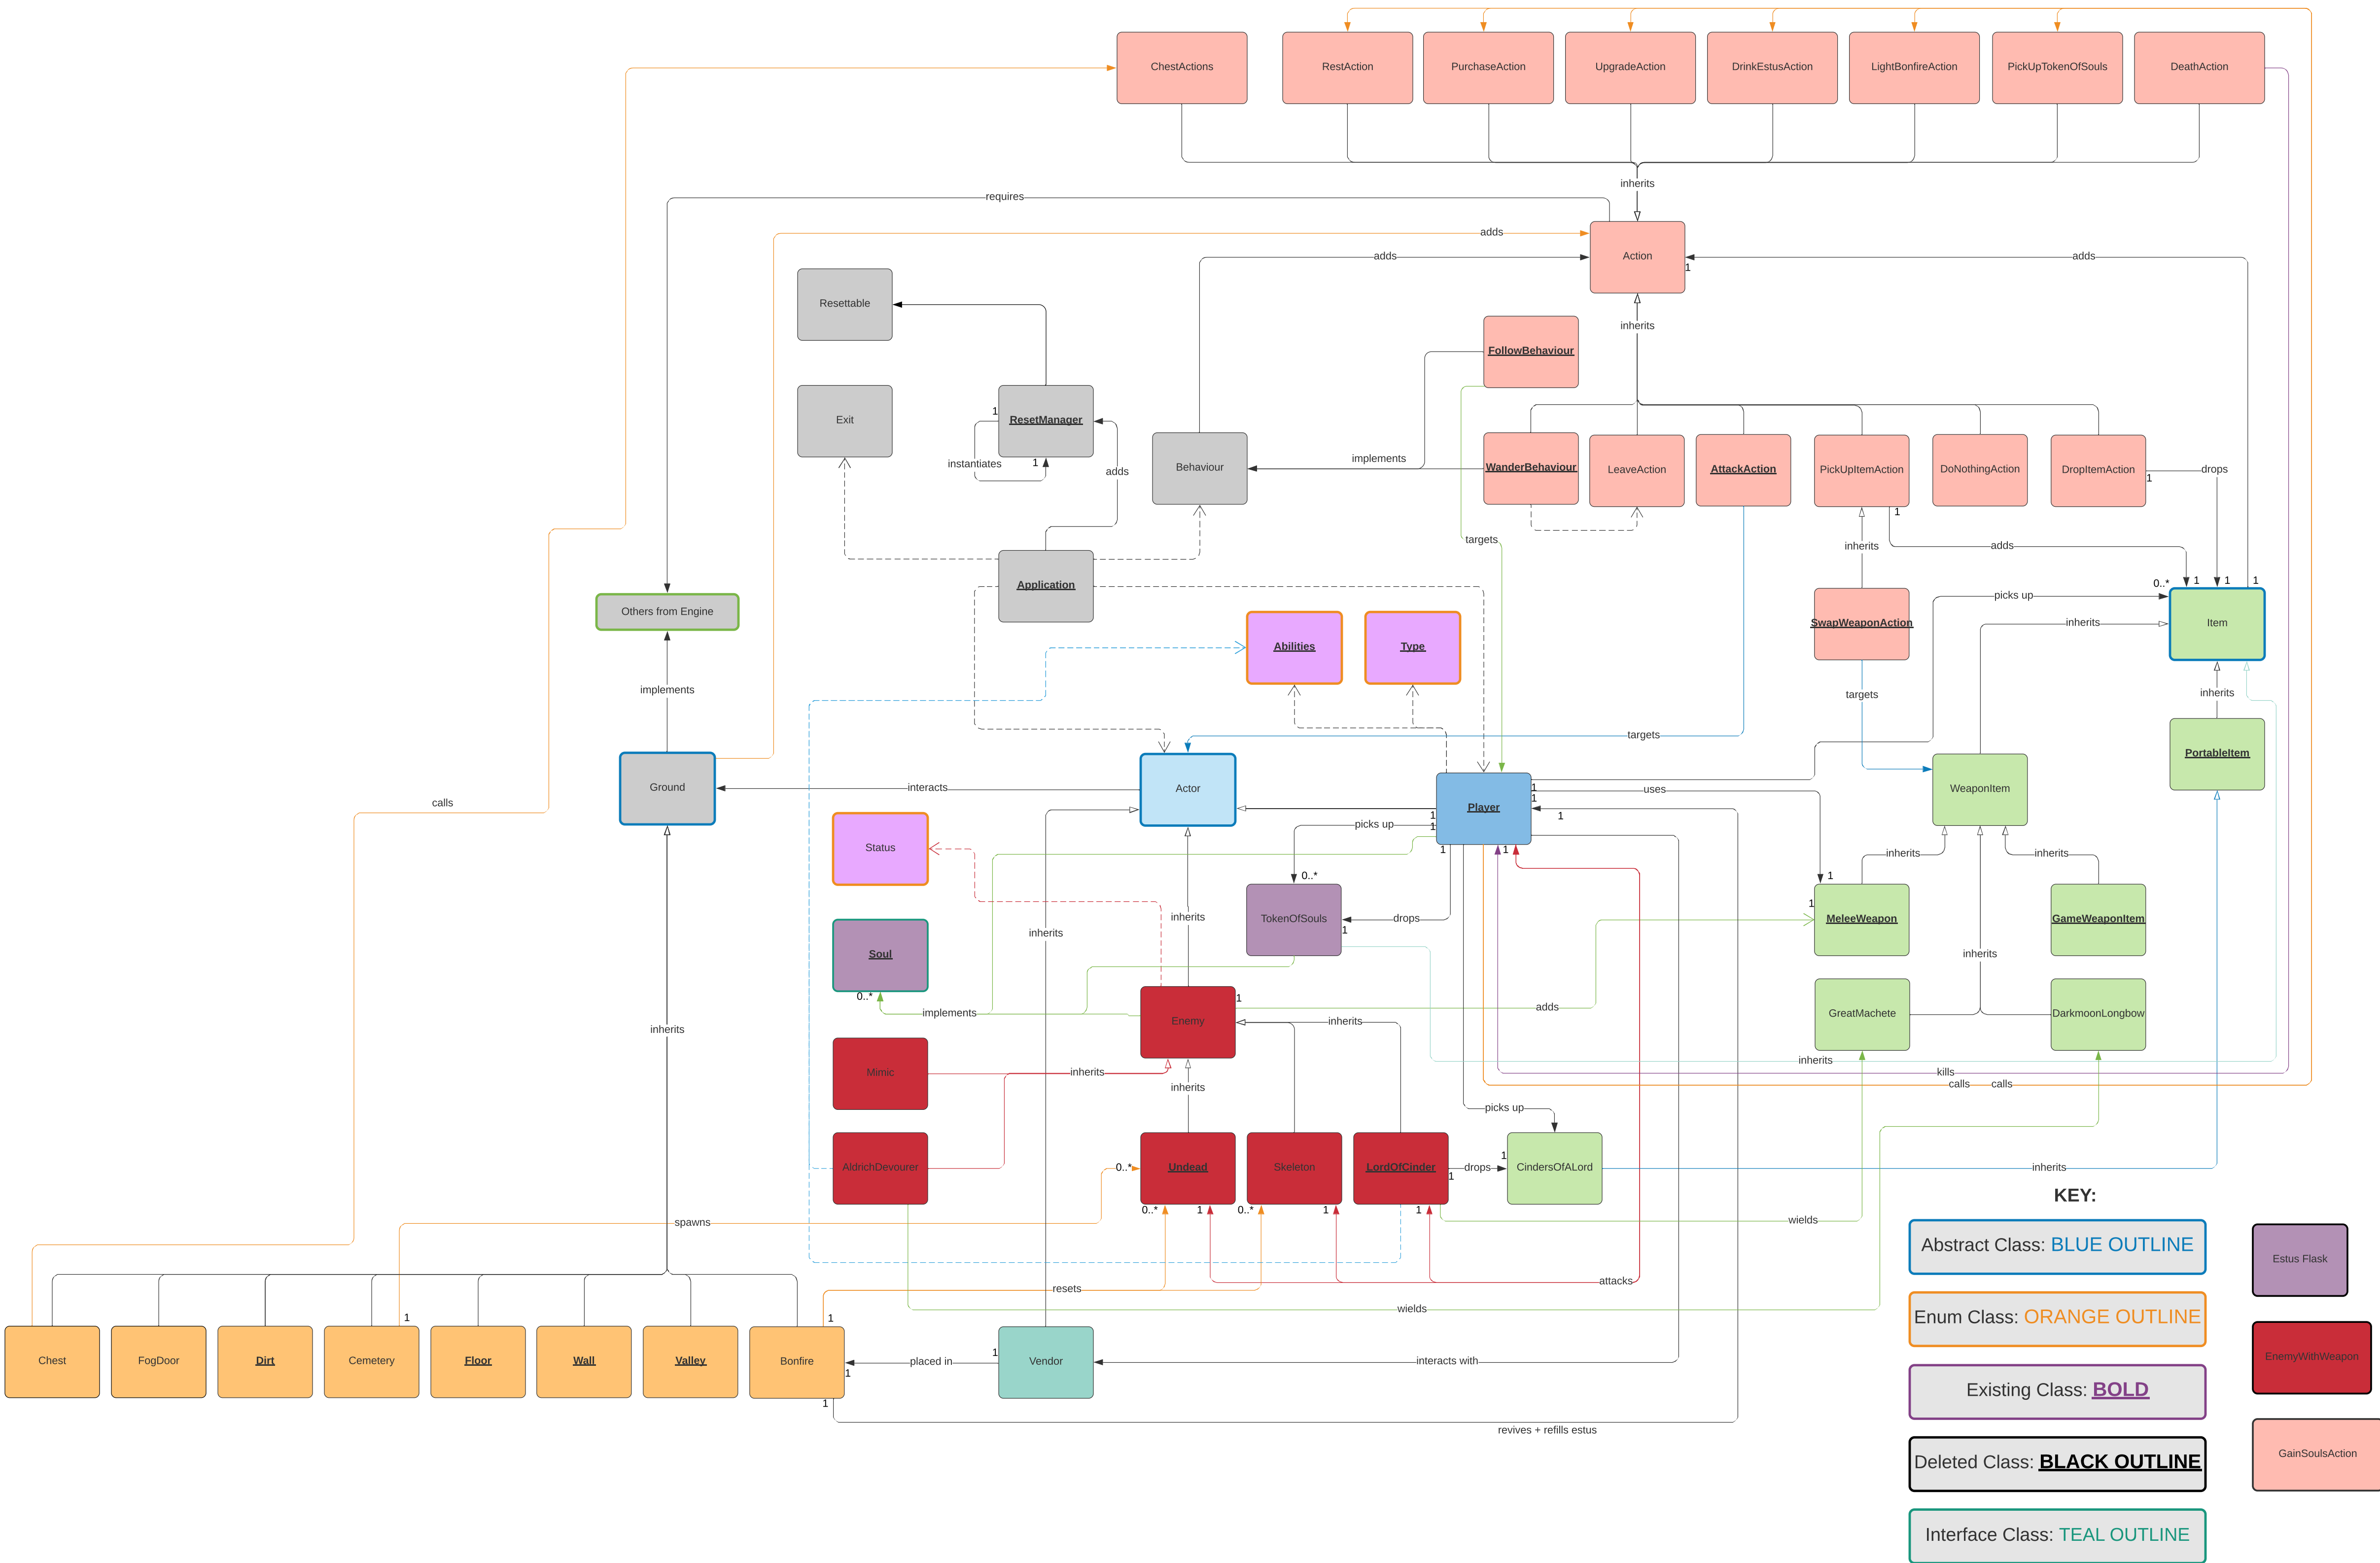 ChestActions
RestAction
PurchaseAction
UpgradeAction
DrinkEstusAction
LightBonfireAction
PickUpTokenOfSouls
DeathAction
inherits
requires
adds
adds
Action
adds
1
Resettable
inherits
FollowBehaviour
Exit
1
ResetManager
instantiates
1
adds
Behaviour
implements
WanderBehaviour
LeaveAction
AttackAction
PickUpItemAction
DoNothingAction
DropItemAction
drops
1
1
targets
inherits
adds
Application
Others from Engine
0..*
1
1
1
picks up
Abilities
Type
SwapWeaponAction
inherits
Item
implements
targets
inherits
targets
PortableItem
Ground
interacts
Actor
Player
1
1
uses
WeaponItem
calls
1
1
1
picks up
1
Status
1
1
inherits
inherits
0..*
1
1
TokenOfSouls
drops
1
MeleeWeapon
GameWeaponItem
inherits
inherits
Soul
inherits
0..*
1
implements
Enemy
adds
GreatMachete
DarkmoonLongbow
inherits
inherits
inherits
Mimic
inherits
inherits
kills
calls
calls
picks up
AldrichDevourer
0..*
Undead
Skeleton
LordOfCinder
drops
1
1
CindersOfALord
inherits
0..*
1
0..*
1
1
spawns
wields
resets
attacks
wields
1
1
Chest
FogDoor
Dirt
Cemetery
Floor
Wall
Valley
Bonfire
placed in
1
1
Vendor
interacts with
1
revives + refills estus
KEY:
Abstract Class: BLUE OUTLINE
Enum Class: ORANGE OUTLINE
Existing Class: BOLD
Deleted Class: BLACK OUTLINE
Interface Class: TEAL OUTLINE
Estus Flask
EnemyWithWeapon
GainSoulsAction